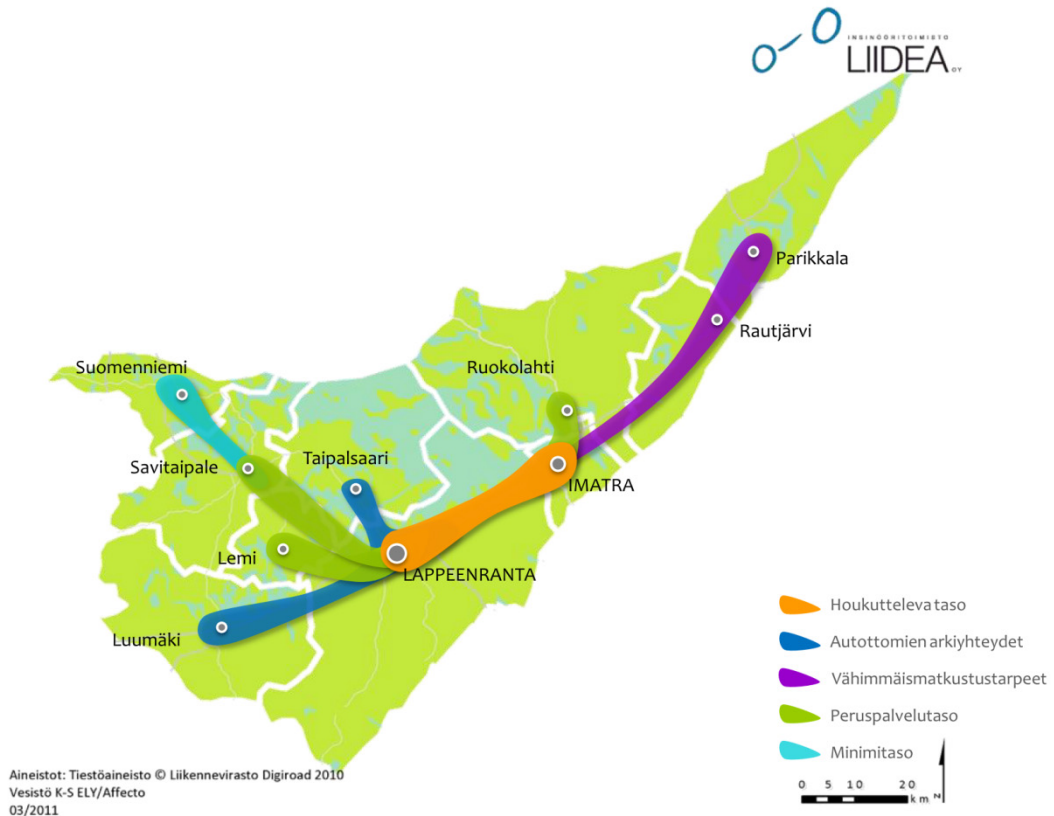 INSINÖÖRITOIMISTO
LIIDEA OY
Parikkala
Rautjärvi
Ruokolahti
Suomenniemi
Savitaipale
Taipalsaari
IMATRA
Lemi
LAPPEENRANTA
Luumäki
Houkutteleva taso
Autottomien arkiyhteydet
Vähimmäismatkustustarpeet
Peruspalvelutaso
Minimitaso
Aineistot: Tiestöaineisto © Liikennevirasto Digiroad 2010
Vesistö K-S ELY/Affecto
03/2011
0 5 10 20
km N